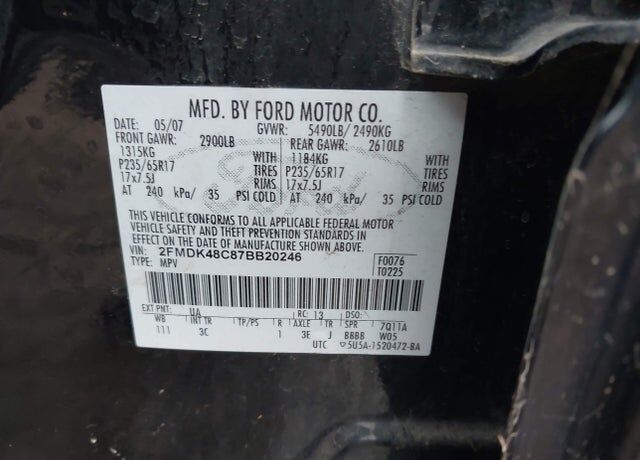 MFD. BY FORD MOTOR CO.
DATE: 05/07 GVWR: 5490LB/ 2490KG
FRONT GAWR: 2900LB REAR GAWR: 2610LB
1315KG WITH 1184KG WITH
P235/65R17 TIRES P235/65R17 TIRES
17x7.5J RIMS 17x7.5J RIMS
AT 240 kPa/ 35 PSI COLD AT 240 kPa/ 35 PSI COLD
THIS VEHICLE CONFORMS TO ALL APPLICABLE FEDERAL MOTOR
VEHICLE SAFETY AND THEFT PREVENTION STANDARDS IN
EFFECT ON THE DATE OF MANUFACTURE SHOWN ABOVE.
VIN: 2FMDK48C87BB20246 F0076
TYPE: MPV T0225
EXT PNT: UA RC: 13 DSO:
WB INT TR TP/PS R AXLE TR SPR 7Q11A
111 3C 1 3E J BBBB W05
UTC ▽5U5A-1520472-BA